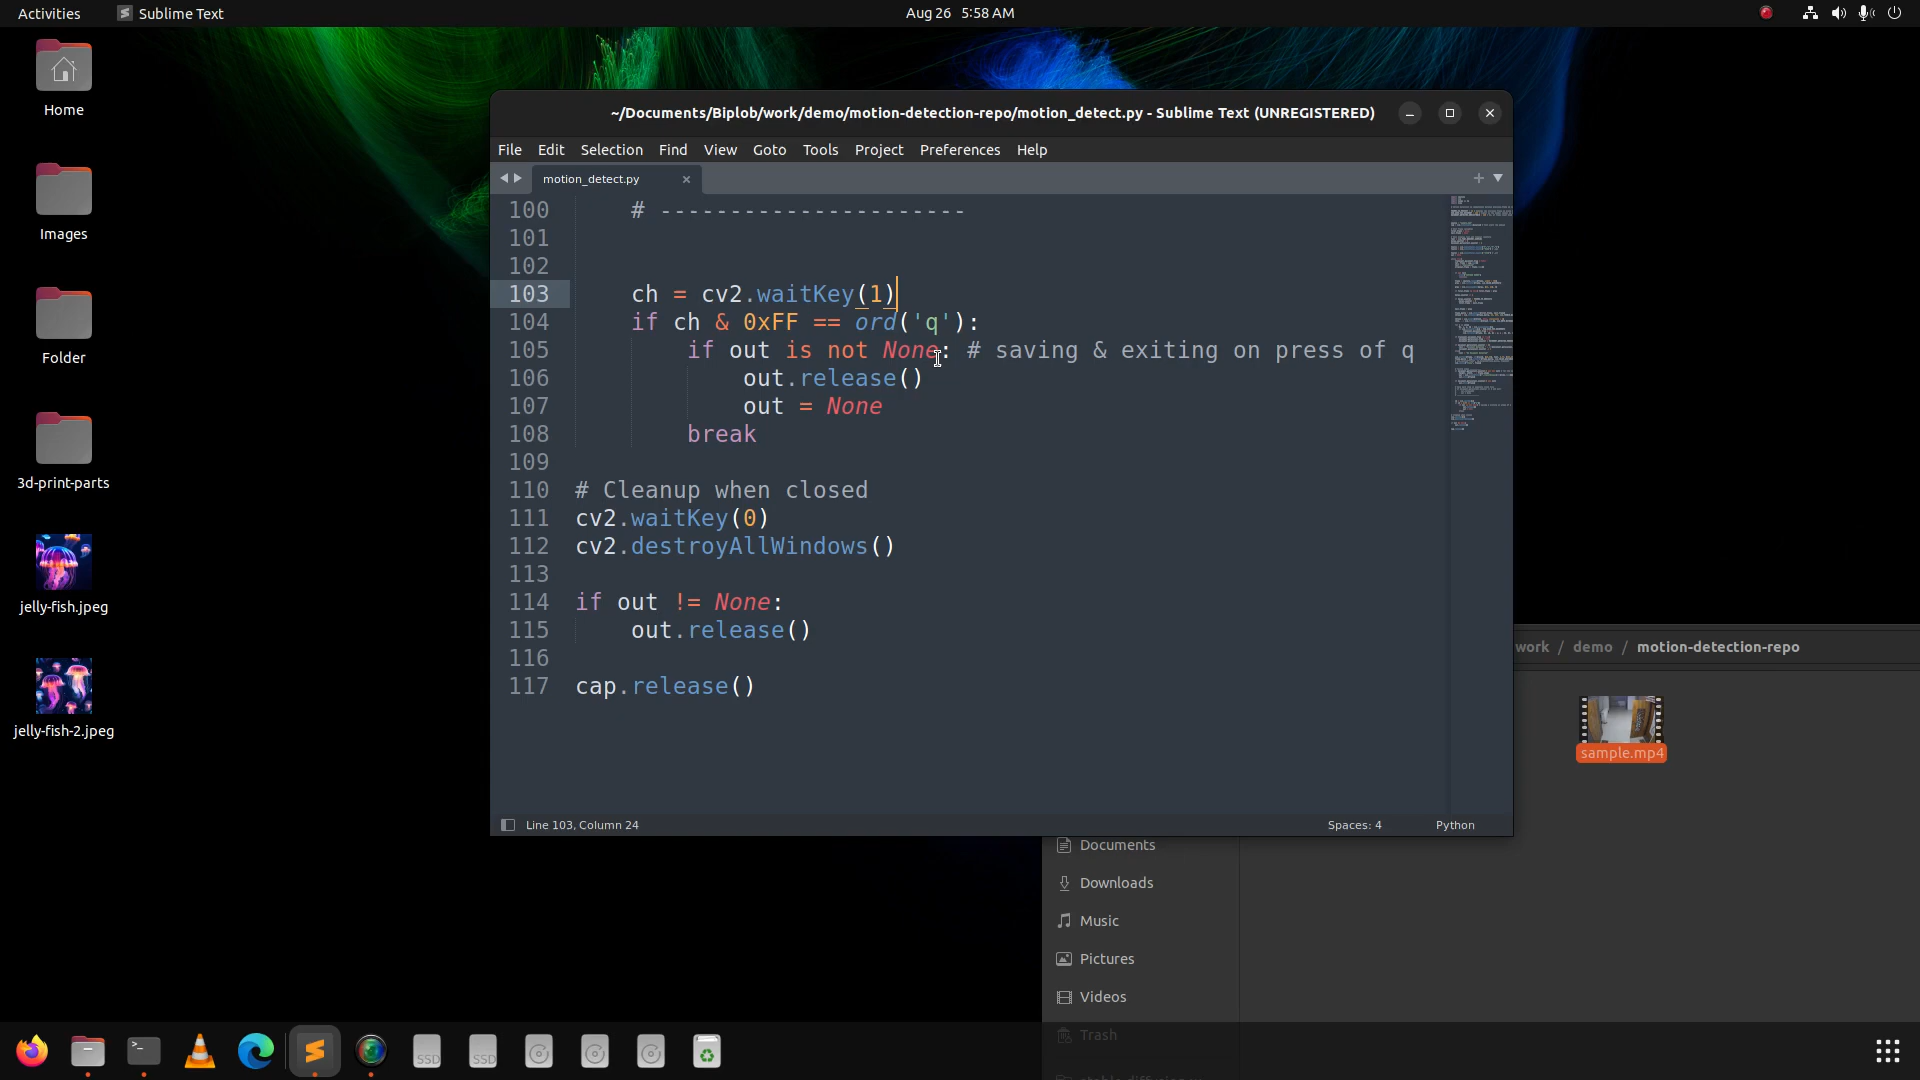 Activities
Sublime Text
Aug 26 5:58 AM
Home
Images
Folder
3d-print-parts
jelly-fish.jpeg
jelly-fish-2.jpeg
~/Documents/Biplob/work/demo/motion-detection-repo/motion_detect.py - Sublime Text (UNREGISTERED)
File Edit Selection Find View Goto Tools Project Preferences Help
motion_detect.py
100 # ----------------------
101
102
103 ch = cv2.waitKey(1)
104 if ch & 0xFF == ord('q'):
105 if out is not None: # saving & exiting on press of q
106 out.release()
107 out = None
108 break
109
110 # Cleanup when closed
111 cv2.waitKey(0)
112 cv2.destroyAllWindows()
113
114 if out != None:
115 out.release()
116
117 cap.release()
Line 103, Column 24
Spaces: 4
Python
work / demo / motion-detection-repo
sample.mp4
Documents
Downloads
Music
Pictures
Videos
Trash
SSD
SSD